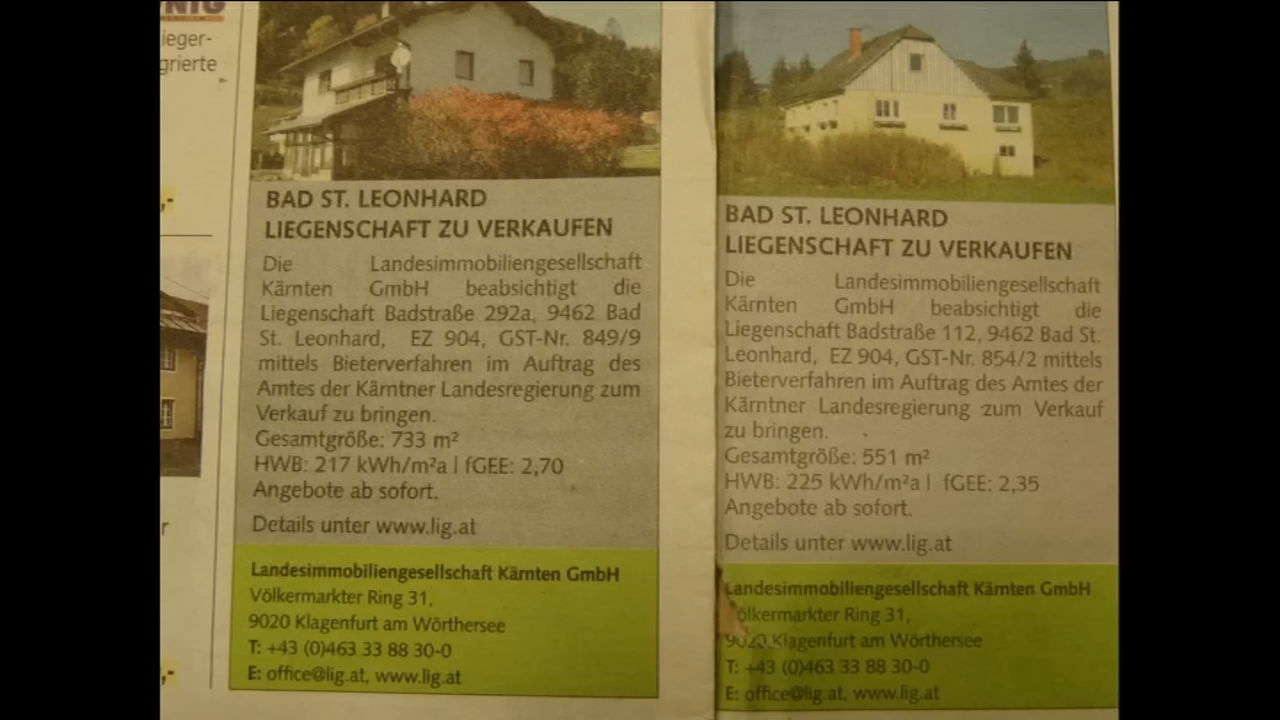 NIG
ieger-
grierte
,-
r
,-
BAD ST. LEONHARD
LIEGENSCHAFT ZU VERKAUFEN
Die Landesimmobiliengesellschaft
Kärnten GmbH beabsichtigt die
Liegenschaft Badstraße 292a, 9462 Bad
St. Leonhard, EZ 904, GST-Nr. 849/9
mittels Bieterverfahren im Auftrag des
Amtes der Kärntner Landesregierung zum
Verkauf zu bringen.
Gesamtgröße: 733 m²
HWB: 217 kWh/m²a | fGEE: 2,70
Angebote ab sofort.
Details unter www.lig.at
Landesimmobiliengesellschaft Kärnten GmbH
Völkermarkter Ring 31,
9020 Klagenfurt am Wörthersee
T: +43 (0)463 33 88 30-0
E: office@lig.at, www.lig.at
BAD ST. LEONHARD
LIEGENSCHAFT ZU VERKAUFEN
Die Landesimmobiliengesellschaft
Kärnten GmbH beabsichtigt die
Liegenschaft Badstraße 112, 9462 Bad St.
Leonhard, EZ 904, GST-Nr. 854/2 mittels
Bieterverfahren im Auftrag des Amtes der
Kärntner Landesregierung zum Verkauf
zu bringen.
Gesamtgröße: 551 m²
HWB: 225 kWh/m²a | fGEE: 2,35
Angebote ab sofort.
Details unter www.lig.at
Landesimmobiliengesellschaft Kärnten GmbH
ölkermarkter Ring 31,
9020 Klagenfurt am Wörthersee
T: +43 (0)463 33 88 30-0
E: office@lig.at, www.lig.at